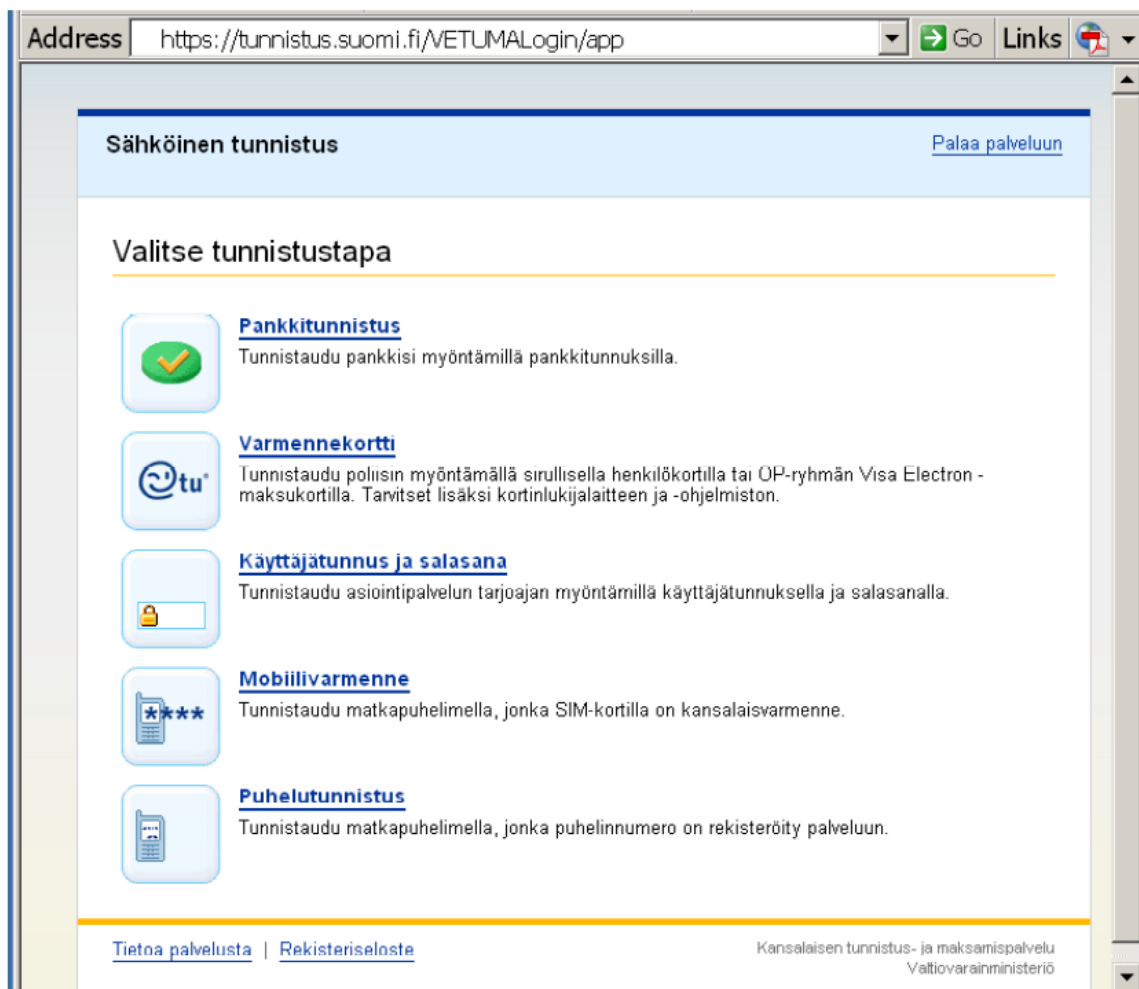 Address https://tunnistus.suomi.fi/VETUMALogin/app Go Links
Sähköinen tunnistus Palaa palveluun
Valitse tunnistustapa
Pankkitunnistus
Tunnistaudu pankkisi myöntämillä pankkitunnuksilla.
Varmennekortti
tu
Tunnistaudu poliisin myöntämällä sirullisella henkilökortilla tai OP-ryhmän Visa Electron -
maksukortilla. Tarvitset lisäksi kortinlukijalaitteen ja -ohjelmiston.
Käyttäjätunnus ja salasana
Tunnistaudu asiointipalvelun tarjoajan myöntämillä käyttäjätunnuksella ja salasanalla.
Mobiilivarmenne
****
Tunnistaudu matkapuhelimella, jonka SIM-kortilla on kansalaisvarmenne.
Puhelutunnistus
Tunnistaudu matkapuhelimella, jonka puhelinnumero on rekisteröity palveluun.
Tietoa palvelusta | Rekisteriseloste Kansalaisen tunnistus- ja maksamispalvelu
Valtiovarainministeriö